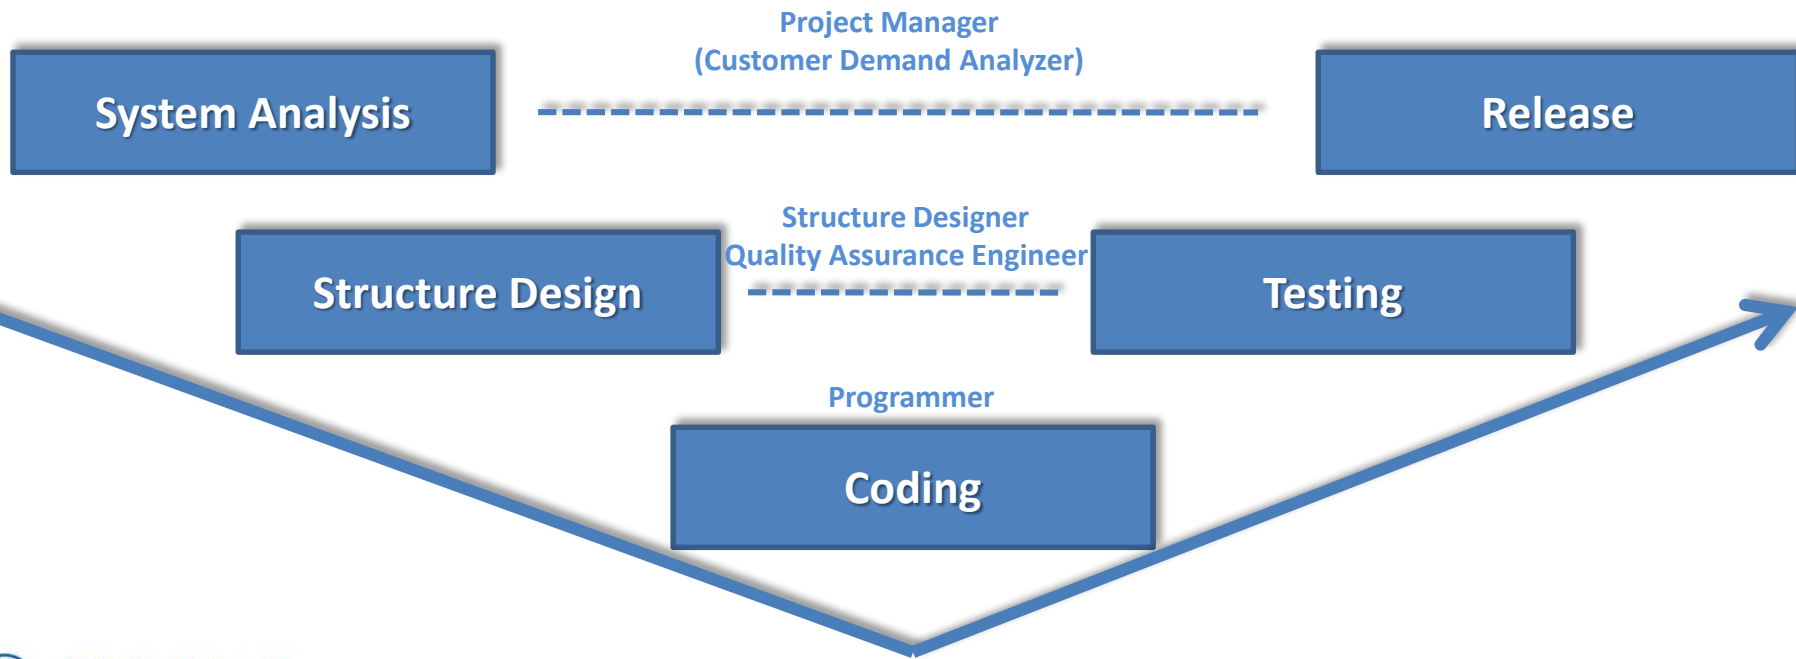 Project Manager
(Customer Demand Analyzer)
System Analysis
Release
Structure Designer
Quality Assurance Engineer
Structure Design
Testing
Programmer
Coding